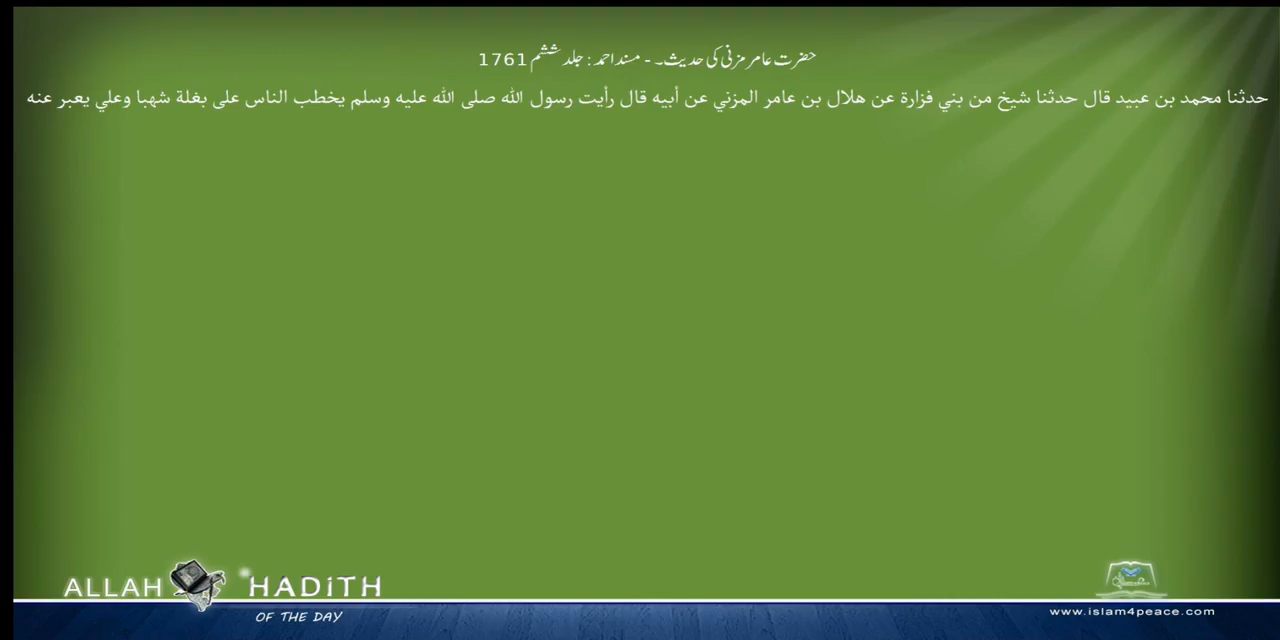 حضرت عامر مزنی کی حدیث۔ - مسند احمد : جلد ششم 1761
حدثنا محمد بن عبيد قال حدثنا شيخ من بني فزارة عن هلال بن عامر المزني عن أبيه قال رأيت رسول الله صلى الله عليه وسلم يخطب الناس على بغلة شهبا وعلي يعبر عنه
ALLAH HADITH
OF THE DAY
www.islam4peace.com